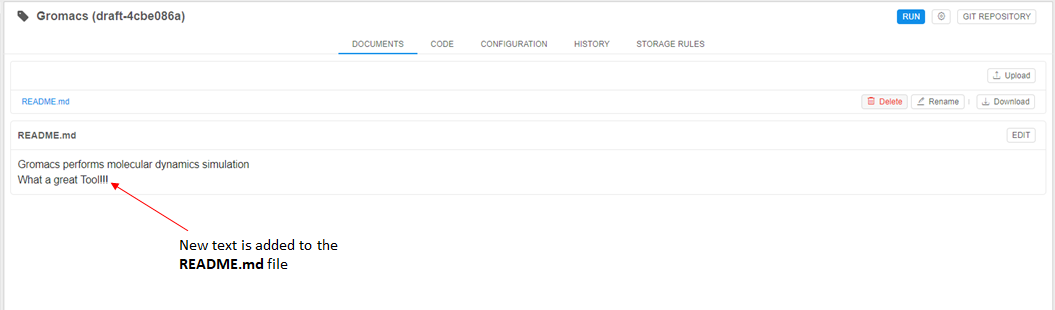 Gromacs (draft-4cbe086a)
RUN
GIT REPOSITORY
DOCUMENTS CODE CONFIGURATION HISTORY STORAGE RULES
Upload
README.md
Delete Rename Download
README.md
EDIT
Gromacs performs molecular dynamics simulation
What a great Tool!!!
New text is added to the
README.md file